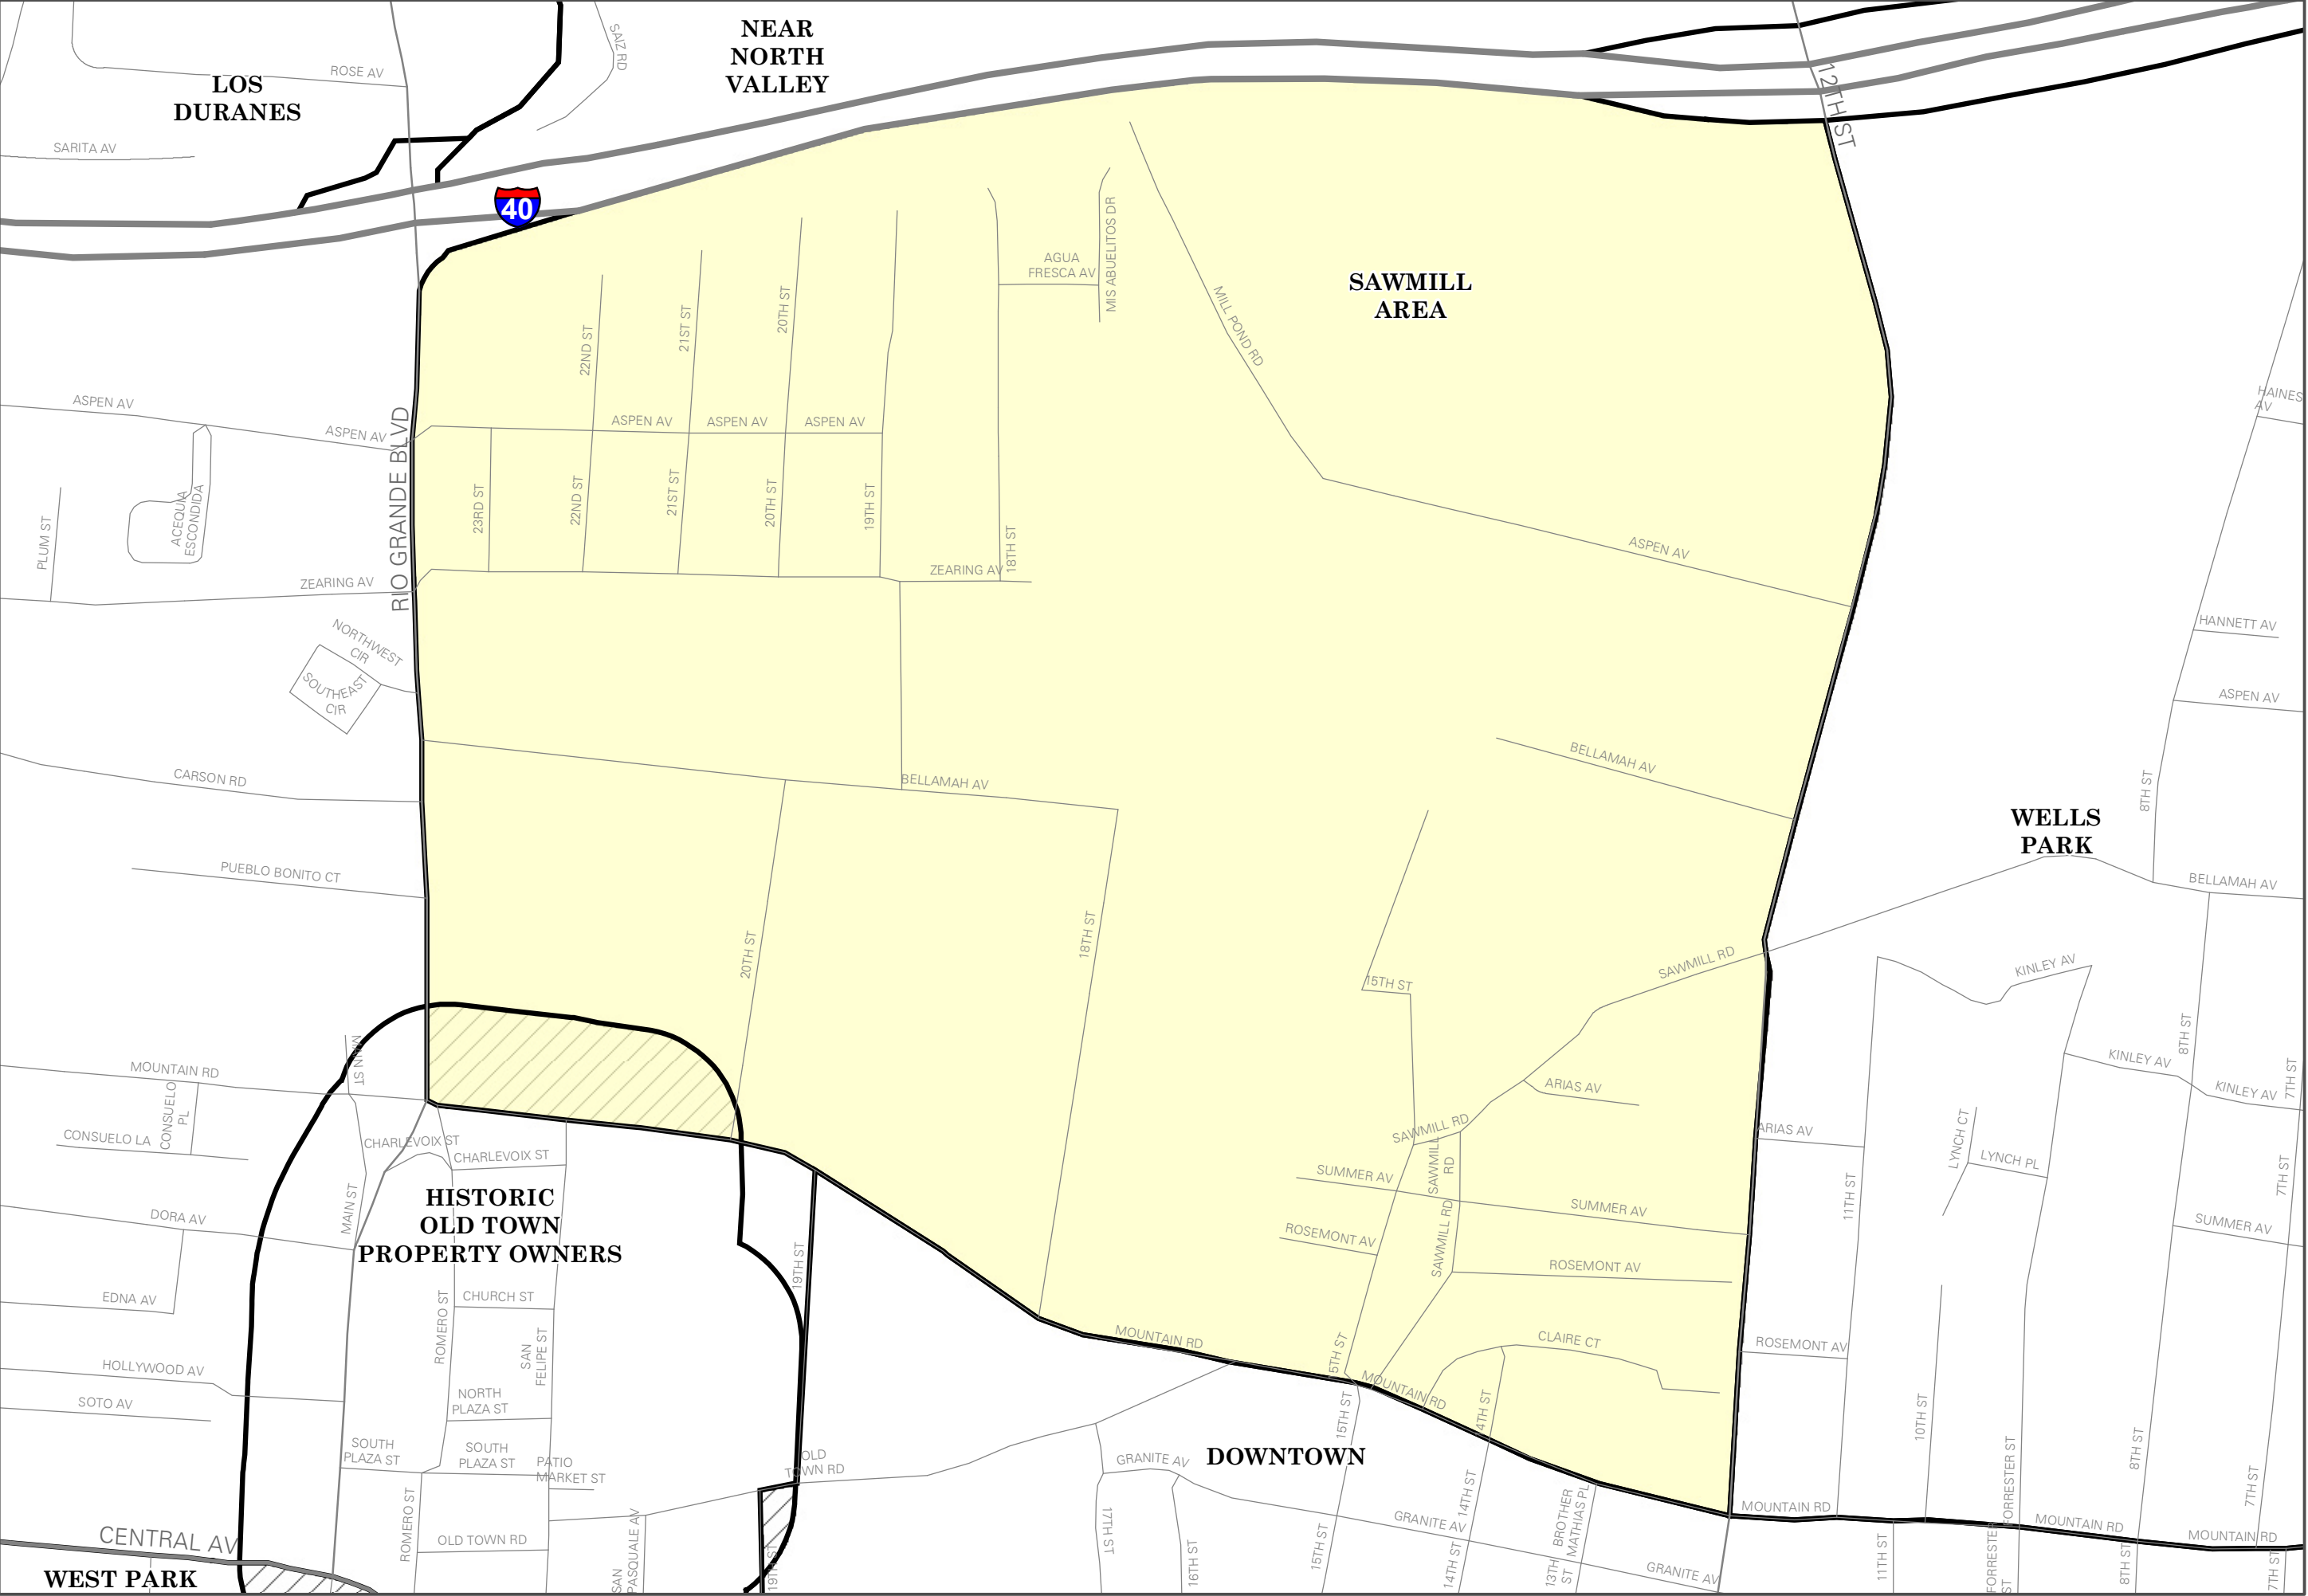 NEAR
NORTH
VALLEY
SAIZ RD
ROSE AV
LOS
DURANES
SARITA AV
12TH ST
40
AGUA
FRESCA AV
MIS ABUELITOS DR
SAWMILL
AREA
MILL POND RD
22ND ST
21ST ST
20TH ST
ASPEN AV
ASPEN AV
RIO GRANDE BLVD
ASPEN AV
ASPEN AV
ASPEN AV
HAINES
AV
23RD ST
22ND ST
21ST ST
20TH ST
19TH ST
18TH ST
ASPEN AV
PLUM ST
ACEQUIA
ESCONDIDA
ZEARING AV
ZEARING AV
NORTHWEST
CIR
SOUTHEAST
CIR
HANNETT AV
ASPEN AV
CARSON RD
BELLAMAH AV
BELLAMAH AV
8TH ST
WELLS
PARK
PUEBLO BONITO CT
BELLAMAH AV
20TH ST
18TH ST
15TH ST
SAWMILL RD
KINLEY AV
MAIN ST
MOUNTAIN RD
CONSUELO
PL
CONSUELO LA
ARIAS AV
8TH ST
KINLEY AV
KINLEY AV
7TH ST
CHARLEVOIX ST
CHARLEVOIX ST
SAWMILL RD
SAWMILL
RD
ARIAS AV
LYNCH CT
LYNCH PL
SUMMER AV
SUMMER AV
11TH ST
7TH ST
SUMMER AV
HISTORIC
OLD TOWN
PROPERTY OWNERS
MAIN ST
DORA AV
19TH ST
ROSEMONT AV
SAWMILL RD
ROSEMONT AV
EDNA AV
CHURCH ST
ROMERO ST
SAN
FELIPE ST
MOUNTAIN RD
15TH ST
CLAIRE CT
ROSEMONT AV
HOLLYWOOD AV
SOTO AV
NORTH
PLAZA ST
MOUNTAIN RD
15TH ST
14TH ST
10TH ST
SOUTH
PLAZA ST
SOUTH
PLAZA ST
PATIO
MARKET ST
OLD
TOWN RD
GRANITE AV
DOWNTOWN
8TH ST
7TH ST
FORRESTER ST
14TH ST
BROTHER
MATHIAS PL
MOUNTAIN RD
MOUNTAIN RD
MOUNTAIN RD
CENTRAL AV
ROMERO ST
OLD TOWN RD
SAN
PASQUALE AV
19TH ST
17TH ST
16TH ST
15TH ST
GRANITE AV
14TH ST
13TH
ST
GRANITE AV
11TH ST
FORRESTER
ST
8TH ST
7TH ST
WEST PARK